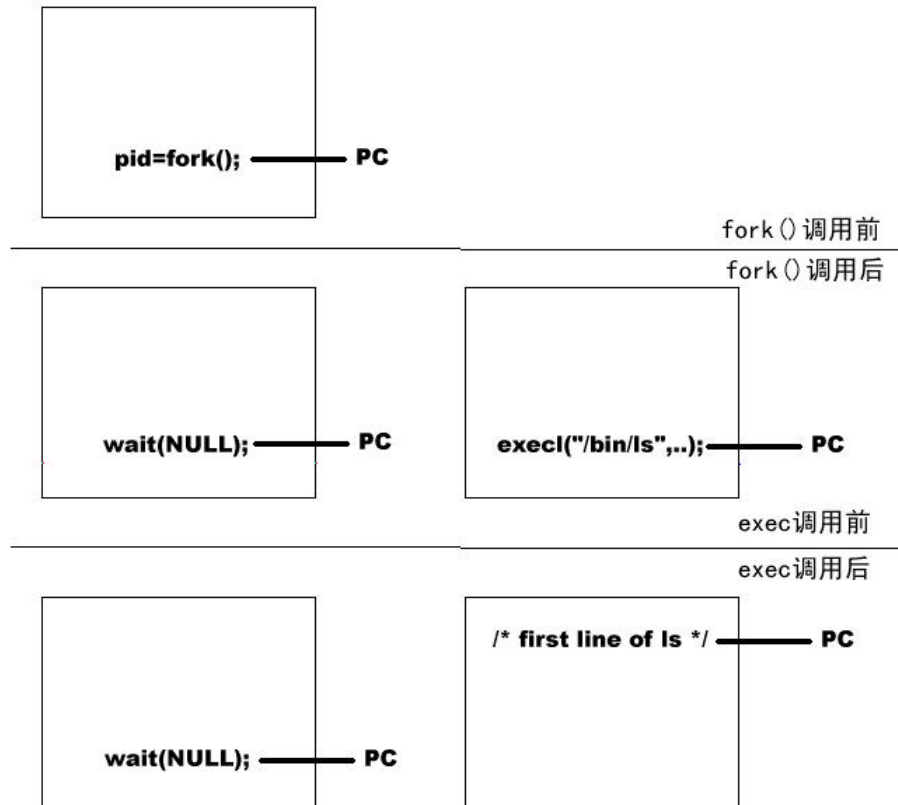 pid=fork(); PC
fork()调用前
fork()调用后
wait(NULL); PC
execl("/bin/ls",..); PC
exec调用前
exec调用后
/* first line of ls */ PC
wait(NULL); PC